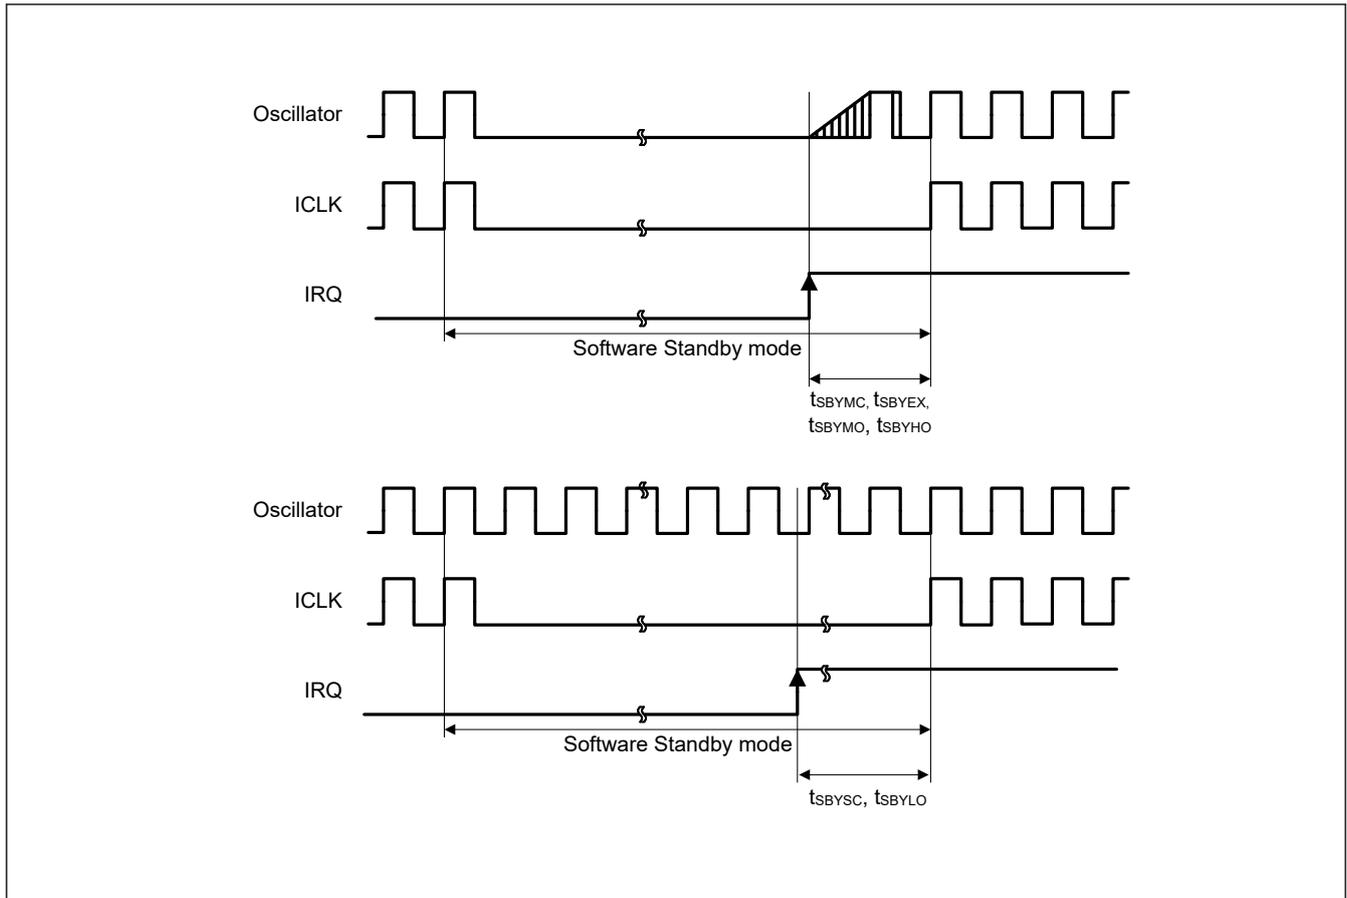 Oscillator
ICLK
IRQ
Software Standby mode
tSBYMC, tSBYEX,
tSBYMO, tSBYHO
Oscillator
ICLK
IRQ
Software Standby mode
tSBYSC, tSBYLO